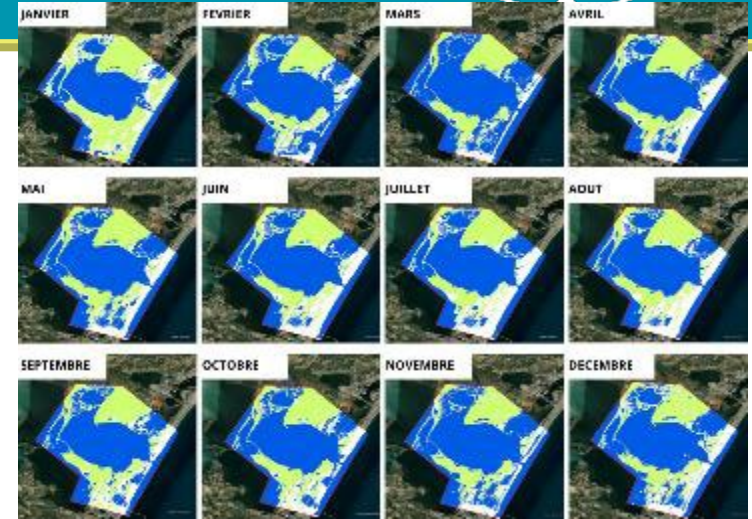 JANVIER
FEVRIER
MARS
AVRIL
MAI
JUIN
JUILLET
AOUT
SEPTEMBRE
OCTOBRE
NOVEMBRE
DECEMBRE